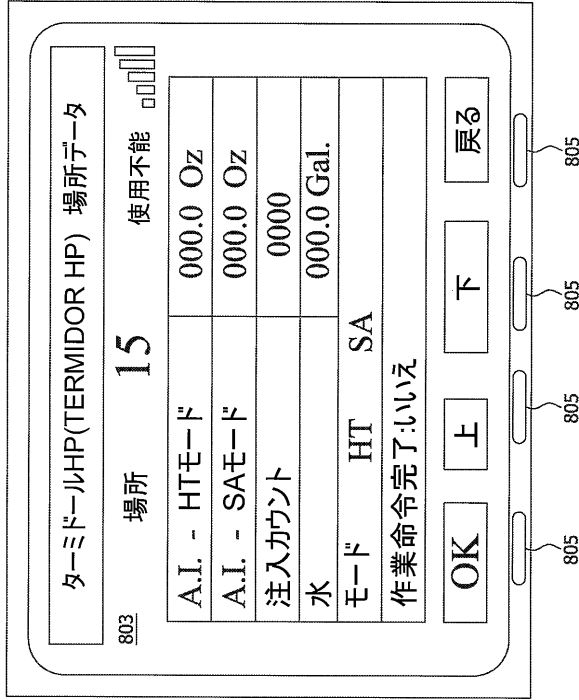 ターミドールHP(TERMIDOR HP) 場所データ
803 場所 15 使用不能
A.I. - HTモード 000.0 Oz
A.I. - SAモード 000.0 Oz
注入カウント 0000
水 000.0 Gal.
モード HT SA
作業命令完了:いいえ
OK 上 下 戻る
805 805 805 805